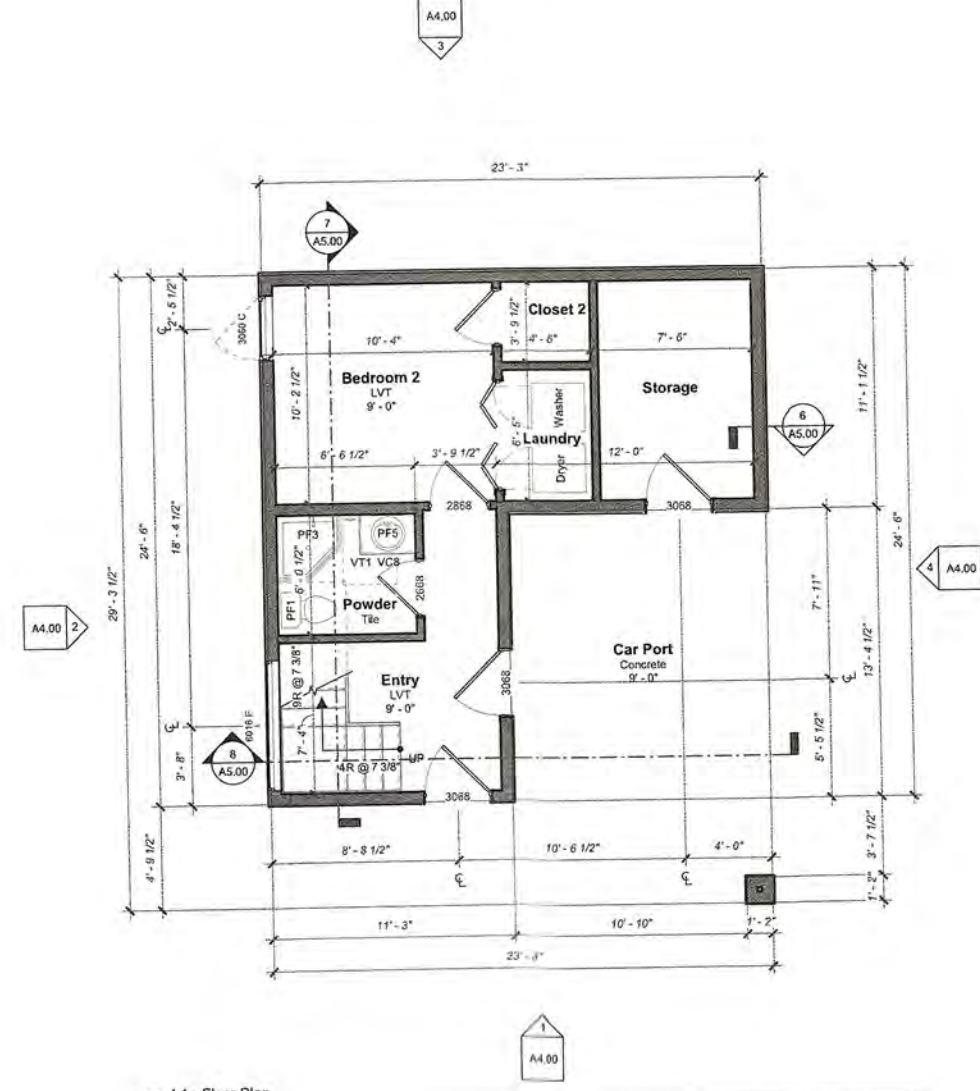 A4.00
3
23' - 3"
7
A5.00
2' - 5 1/2"
3060 C
10' - 4"
3' - 9 1/2"
Closet 2
4' - 6"
7' - 6"
Bedroom 2
LVT
9' - 0"
10' - 2 1/2"
Storage
11' - 1 1/2"
Washer
Laundry
6' - 5"
Dryer
6
A5.00
6' - 6 1/2"
3' - 9 1/2"
12' - 0"
2868
3068
29' - 3 1/2"
24' - 6"
18' - 4 1/2"
24' - 6"
PF3
PF5
VT1 VC8
6' - 0 1/2"
PF1
Powder
Tile
2668
7' - 11"
13' - 4 1/2"
4
A4.00
A4.00
2
Car Port
Concrete
9' - 0"
Entry
LVT
9' - 0"
9R @ 7 3/8"
3068
6016 F
7' - 4"
UP
4R @ 7 3/8"
8
A5.00
3' - 8"
5' - 5 1/2"
3068
4' - 9 1/2"
8' - 8 1/2"
10' - 6 1/2"
4' - 0"
3' - 7 1/2"
1' - 2"
11' - 3"
10' - 10"
1' - 2"
23' - 3"
1
A4.00